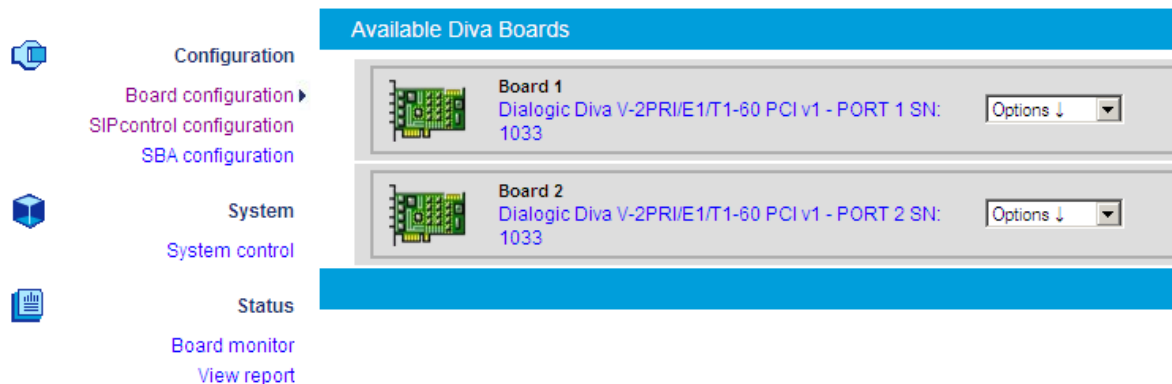 Configuration
Board configuration
SIPcontrol configuration
SBA configuration
System
System control
Status
Board monitor
View report
Available Diva Boards
Board 1
Dialogic Diva V-2PRI/E1/T1-60 PCI v1 - PORT 1 SN:
1033
Options ↓
Board 2
Dialogic Diva V-2PRI/E1/T1-60 PCI v1 - PORT 2 SN:
1033
Options ↓